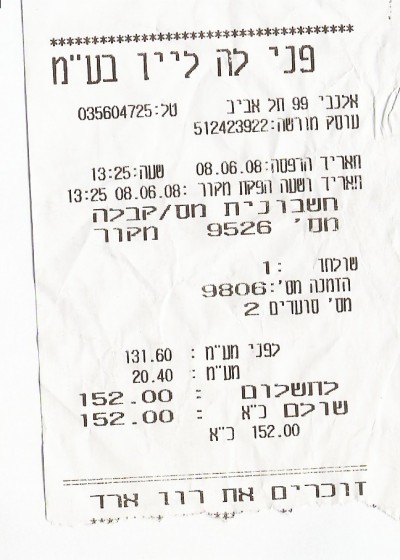 ********************************
פני לה ליין בע"מ
אלנבי 99 תל אביב טל:035604725
עוסק מורשה:512423922
תאריך הדפסה:08.06.08 שעה:13:25
תאריך ושעה הפקת מקור :08.06.08 13:25
חשבונית מס/קבלה
מס' 9526 מקור
שולחן : 1
הזמנה מס':9806
מס' סועדים 2
לפני מע"מ : 131.60
מע"מ : 20.40
לתשלום : 152.00
שולם כ"א : 152.00
152.00 כ"א
זוכרים את רון ארד